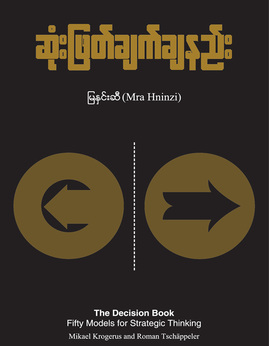 ဆုံးဖြတ်ချက်ချနည်း
မြနှင်းဆီ (Mra Hninzi)
The Decision Book
Fifty Models for Strategic Thinking
Mikael Krogerus and Roman Tschäppeler